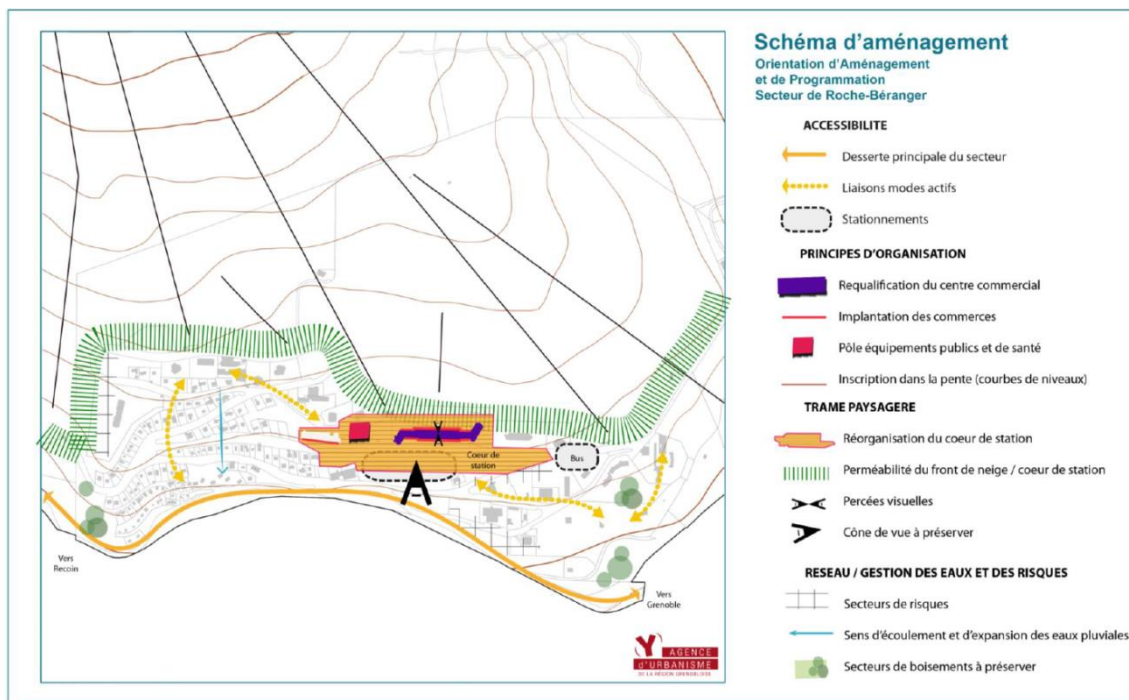 Schéma d'aménagement
Orientation d'Aménagement
et de Programmation
Secteur de Roche-Béranger
ACCESSIBILITE
Desserte principale du secteur
Liaisons modes actifs
Stationnements
PRINCIPES D'ORGANISATION
Requalification du centre commercial
Implantation des commerces
Pôle équipements publics et de santé
Inscription dans la pente (courbes de niveaux)
TRAME PAYSAGERE
Réorganisation du coeur de station
Perméabilité du front de neige / coeur de station
Percées visuelles
Cône de vue à préserver
RESEAU / GESTION DES EAUX ET DES RISQUES
Secteurs de risques
Sens d'écoulement et d'expansion des eaux pluviales
Secteurs de boisements à préserver
Coeur de
station
Bus
Vers
Recoin
Vers
Grenoble
AGENCE
d'URBANISME
DE LA RÉGION GRENOBLOISE